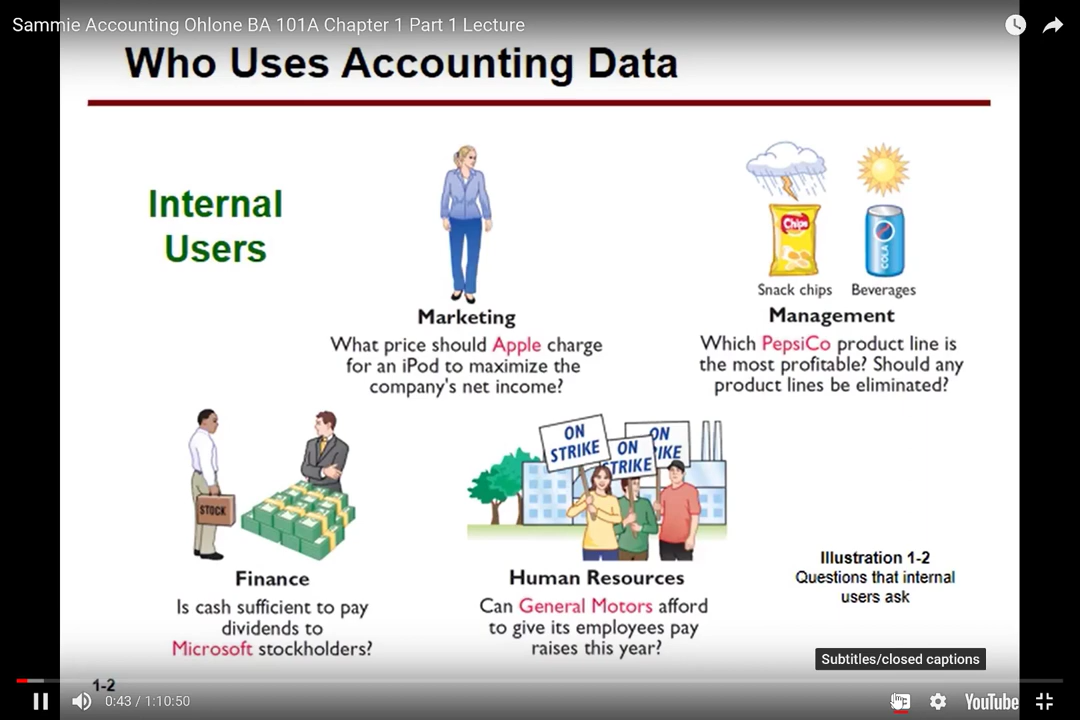 Sammie Accounting Ohlone BA 101A Chapter 1 Part 1 Lecture
Who Uses Accounting Data
Internal
Users
Chips
COLA
Snack chips
Beverages
Marketing
What price should Apple charge
for an iPod to maximize the
company's net income?
Management
Which PepsiCo product line is
the most profitable? Should any
product lines be eliminated?
STOCK
Finance
Is cash sufficient to pay
dividends to
Microsoft stockholders?
ON
STRIKE
ON
STRIKE
ON
IKE
Human Resources
Can General Motors afford
to give its employees pay
raises this year?
Illustration 1-2
Questions that internal
users ask
Subtitles/closed captions
1-2
0:43 / 1:10:50
YouTube